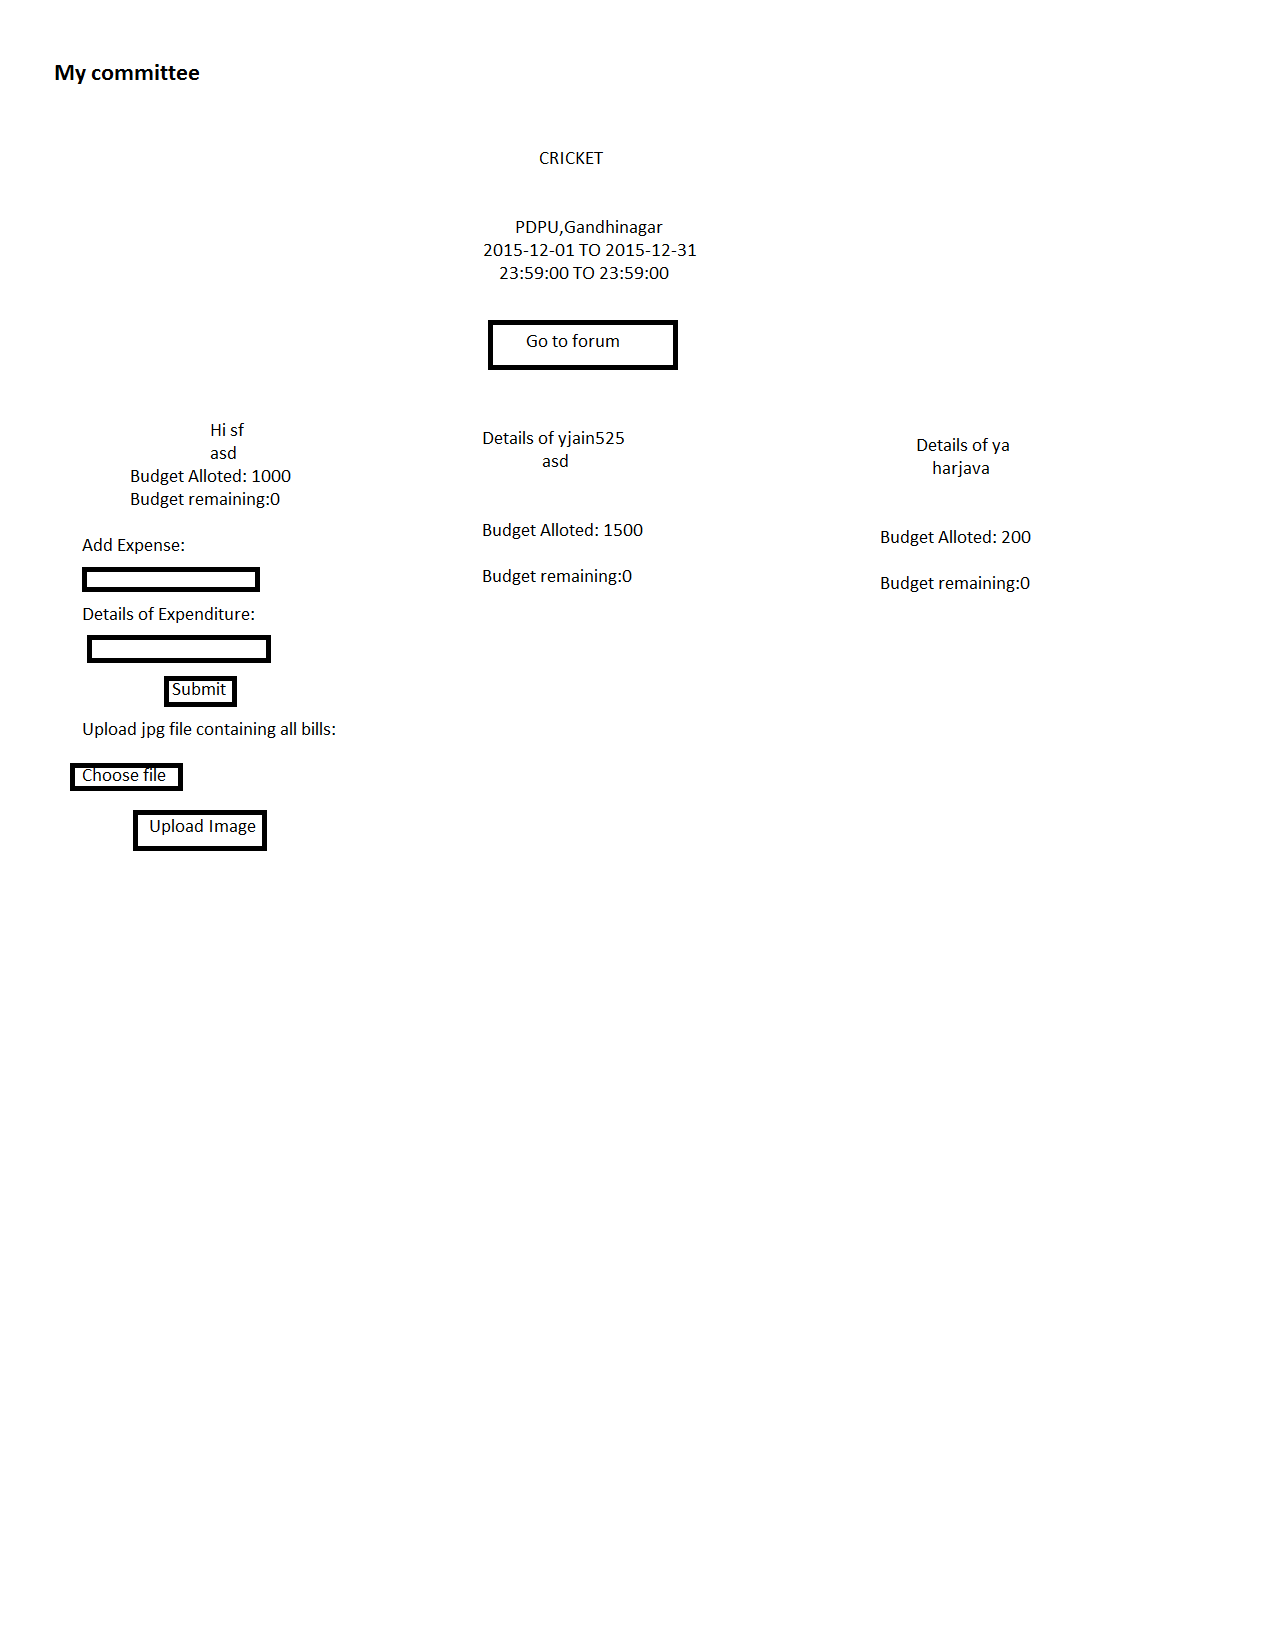 My committee
CRICKET
PDPU,Gandhinagar
2015-12-01 TO 2015-12-31
23:59:00 TO 23:59:00
Go to forum
Hi sf
asd
Budget Alloted: 1000
Budget remaining:0
Add Expense:
Details of Expenditure:
Submit
Upload jpg file containing all bills:
Choose file
Upload Image
Details of yjain525
asd
Budget Alloted: 1500
Budget remaining:0
Details of ya
harjava
Budget Alloted: 200
Budget remaining:0